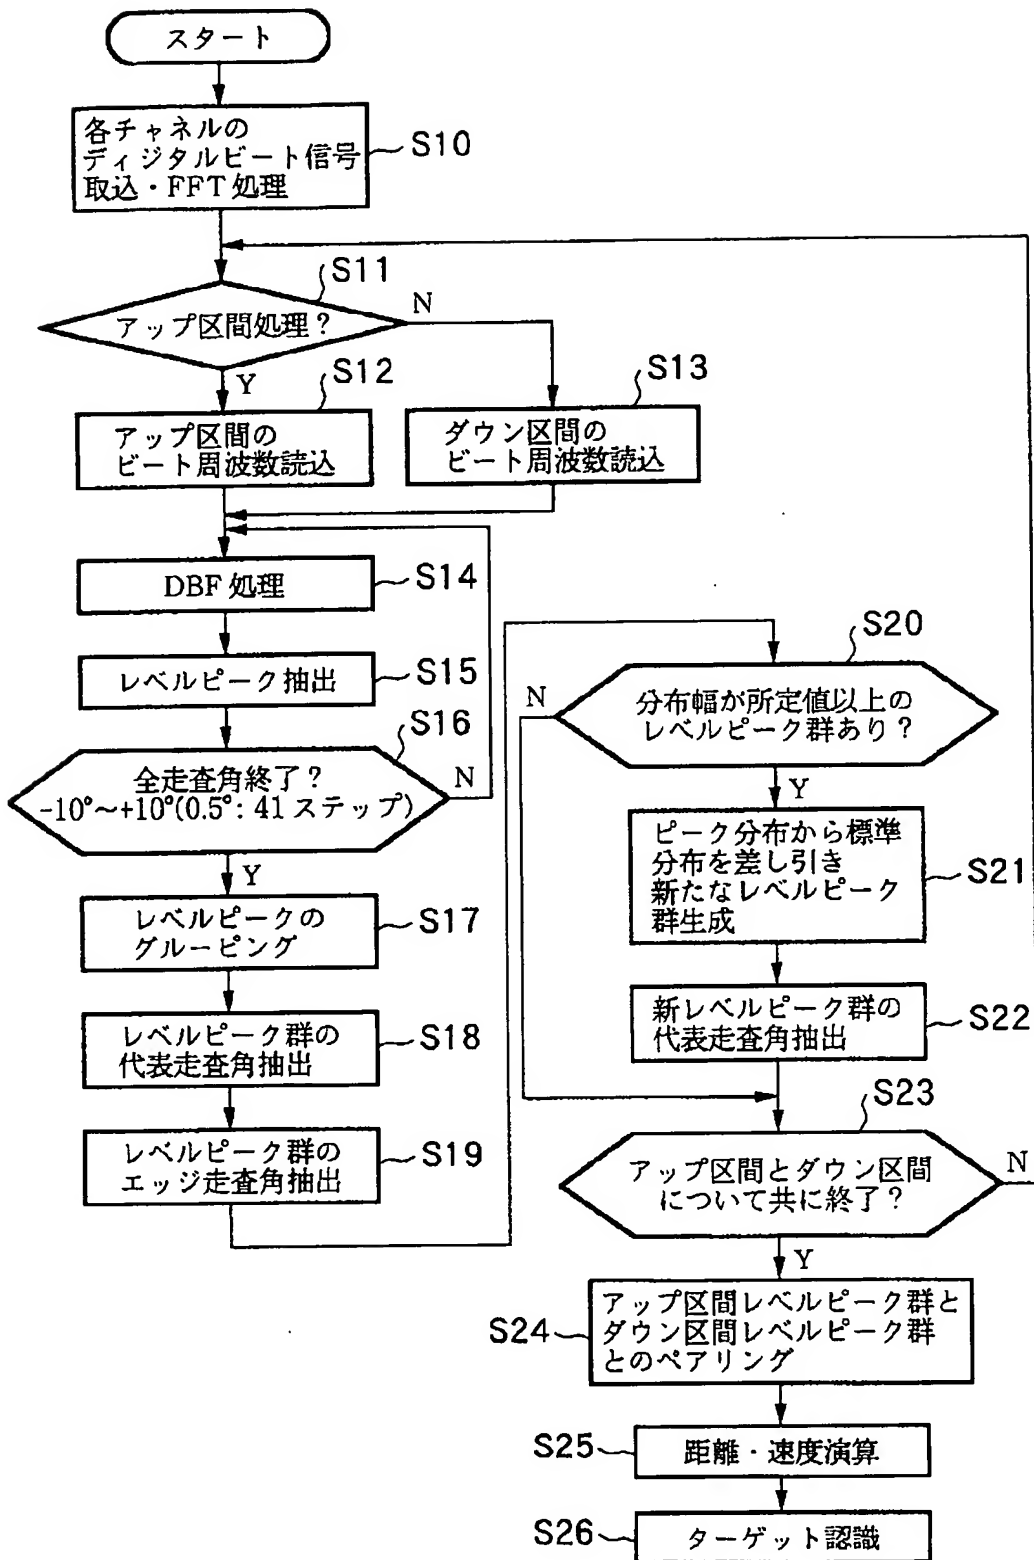 スタート
各チャネルの
ディジタルビート信号
取込・FFT 処理
S10
S11
アップ区間処理?
N
Y
S12
アップ区間の
ビート周波数読込
S13
ダウン区間の
ビート周波数読込
DBF 処理
S14
レベルピーク抽出
S15
S16
全走査角終了?
-10°～+10°(0.5°: 41 ステップ)
N
Y
レベルピークの
グルーピング
S17
レベルピーク群の
代表走査角抽出
S18
レベルピーク群の
エッジ走査角抽出
S19
S20
分布幅が所定値以上の
レベルピーク群あり?
N
Y
ピーク分布から標準
分布を差し引き
新たなレベルピーク
群生成
S21
新レベルピーク群の
代表走査角抽出
S22
S23
アップ区間とダウン区間
について共に終了?
N
Y
S24
アップ区間レベルピーク群と
ダウン区間レベルピーク群
とのペアリング
S25
距離・速度演算
S26
ターゲット認識